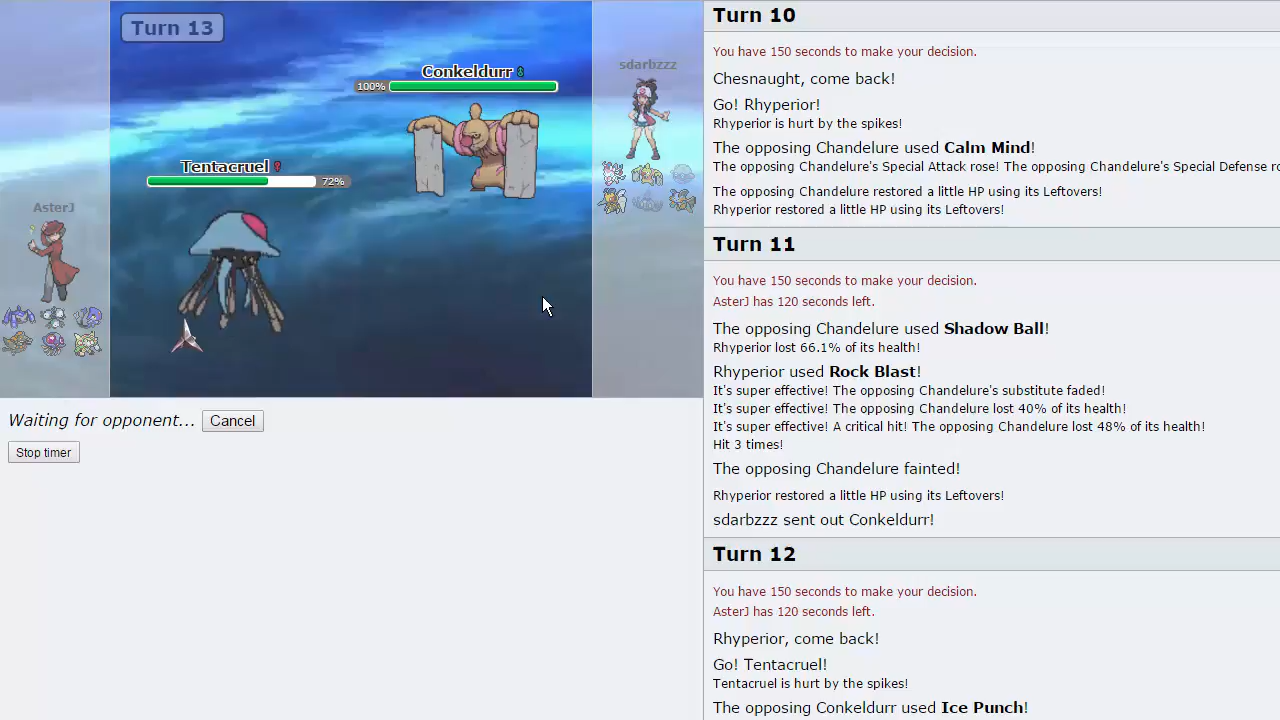 Turn 13
Conkeldurr
100%
sdarbzzz
Tentacruel
72%
AsterJ
Waiting for opponent... Cancel
Stop timer
Turn 10
You have 150 seconds to make your decision.
Chesnaught, come back!
Go! Rhyperior!
Rhyperior is hurt by the spikes!
The opposing Chandelure used Calm Mind!
The opposing Chandelure's Special Attack rose! The opposing Chandelure's Special Defense ro
The opposing Chandelure restored a little HP using its Leftovers!
Rhyperior restored a little HP using its Leftovers!
Turn 11
You have 150 seconds to make your decision.
AsterJ has 120 seconds left.
The opposing Chandelure used Shadow Ball!
Rhyperior lost 66.1% of its health!
Rhyperior used Rock Blast!
It's super effective! The opposing Chandelure's substitute faded!
It's super effective! The opposing Chandelure lost 40% of its health!
It's super effective! A critical hit! The opposing Chandelure lost 48% of its health!
Hit 3 times!
The opposing Chandelure fainted!
Rhyperior restored a little HP using its Leftovers!
sdarbzzz sent out Conkeldurr!
Turn 12
You have 150 seconds to make your decision.
AsterJ has 120 seconds left.
Rhyperior, come back!
Go! Tentacruel!
Tentacruel is hurt by the spikes!
The opposing Conkeldurr used Ice Punch!